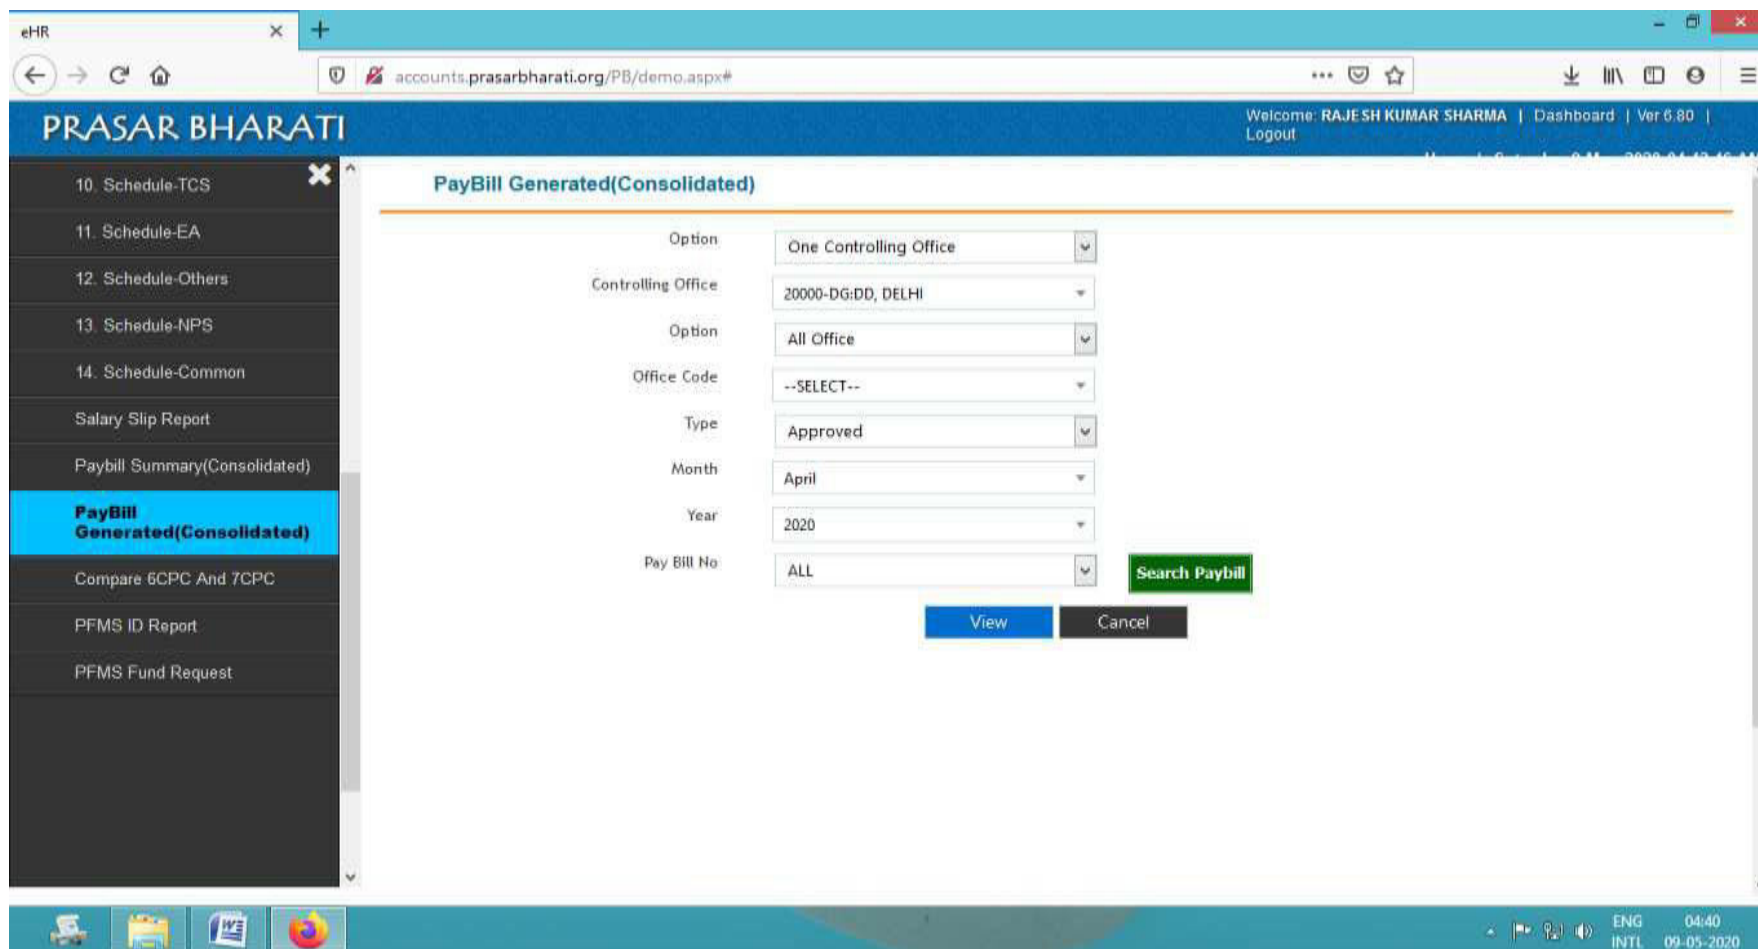 eHR
accounts.prasarbharati.org/PB/demo.aspx#
PRASAR BHARATI
Welcome: RAJESH KUMAR SHARMA | Dashboard | Ver 6.80 |
Logout
10. Schedule-TCS
11. Schedule-EA
12. Schedule-Others
13. Schedule-NPS
14. Schedule-Common
Salary Slip Report
Paybill Summary(Consolidated)
PayBill
Generated(Consolidated)
Compare 6CPC And 7CPC
PFMS ID Report
PFMS Fund Request
PayBill Generated(Consolidated)
Option One Controlling Office
Controlling Office 20000-DG:DD, DELHI
Option All Office
Office Code --SELECT--
Type Approved
Month April
Year 2020
Pay Bill No ALL Search Paybill
View Cancel
ENG 04:40
INTL 09-05-2020